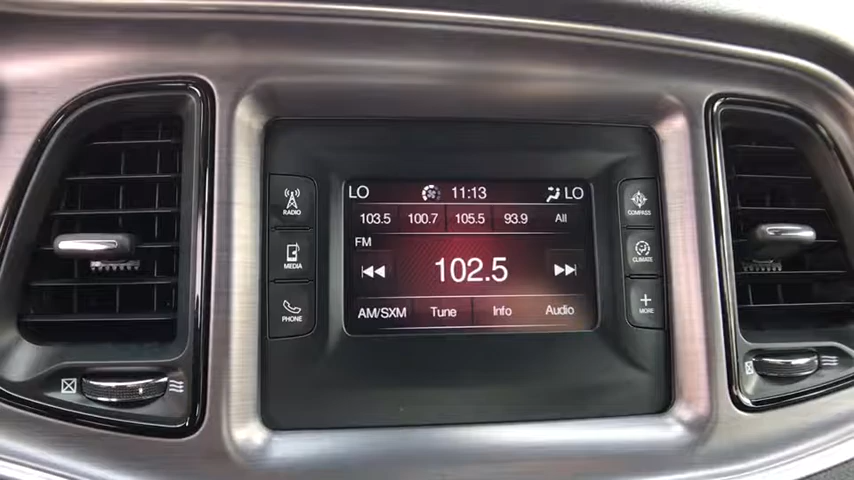 LO 11:13 LO
103.5 100.7 105.5 93.9 All
FM
102.5
AM/SXM Tune Info Audio
RADIO
MEDIA
PHONE
N
COMPASS
CLIMATE
MORE